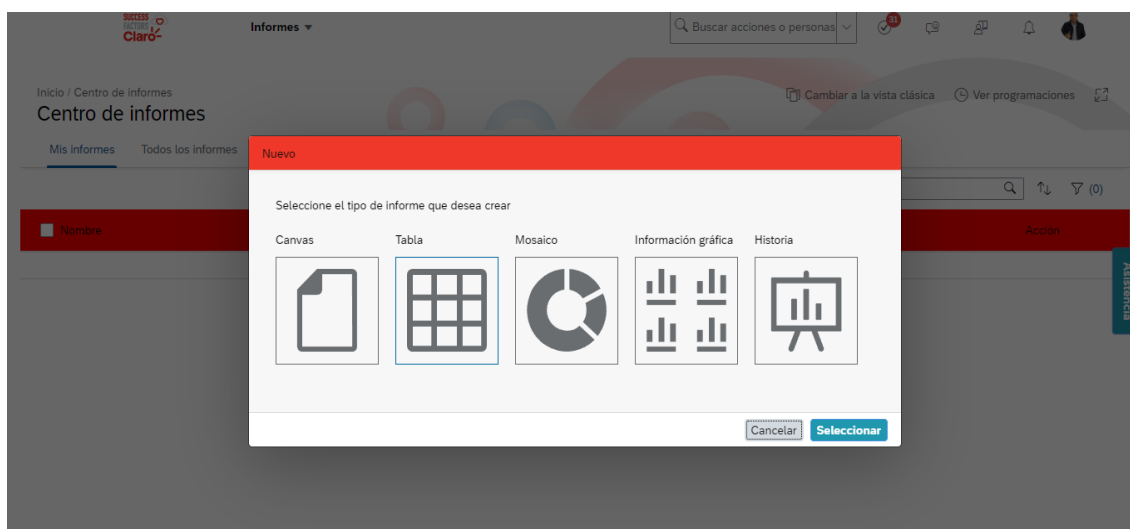 SUCCESS
FACTORS
Claro-
Informes
Buscar acciones o personas
31
Inicio / Centro de informes
Centro de informes
Cambiar a la vista clásica
Ver programaciones
Mis informes
Todos los informes
(0)
Nombre
Acción
Nuevo
Seleccione el tipo de informe que desea crear
Canvas
Tabla
Mosaico
Información gráfica
Historia
Cancelar
Seleccionar
Asistencia